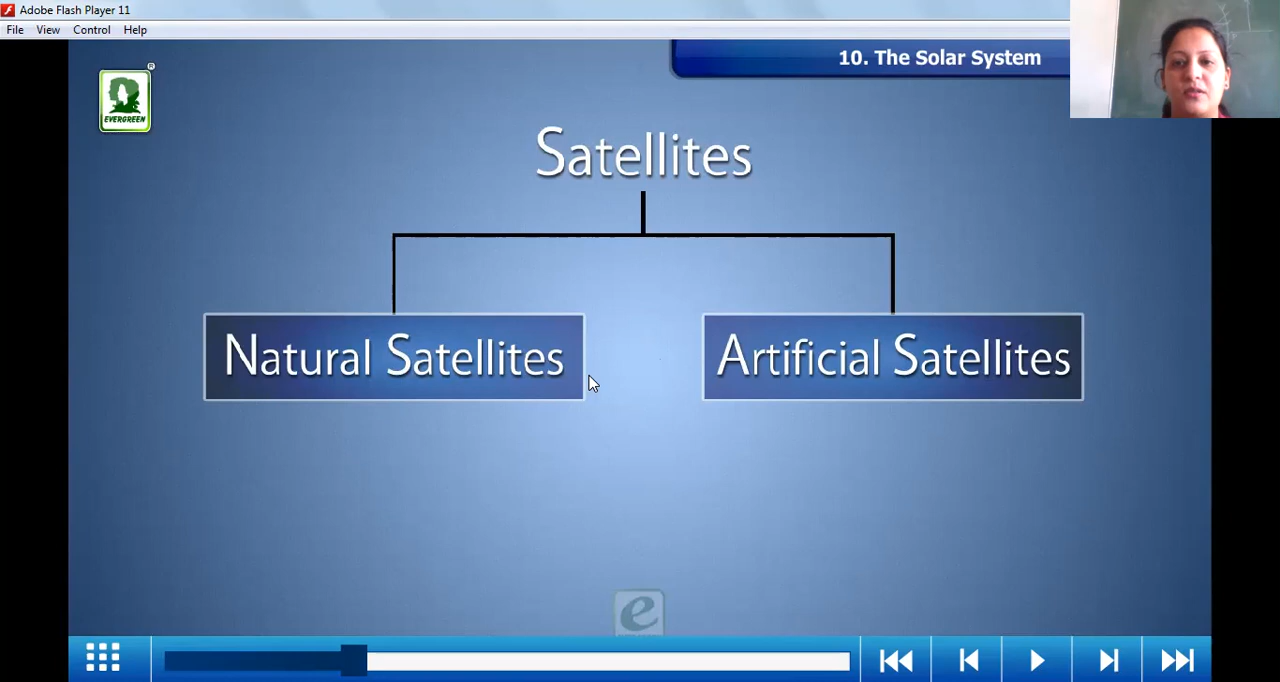 Adobe Flash Player 11
File View Control Help
10. The Solar System
®
EVERGREEN
Satellites
Natural Satellites
Artificial Satellites
e